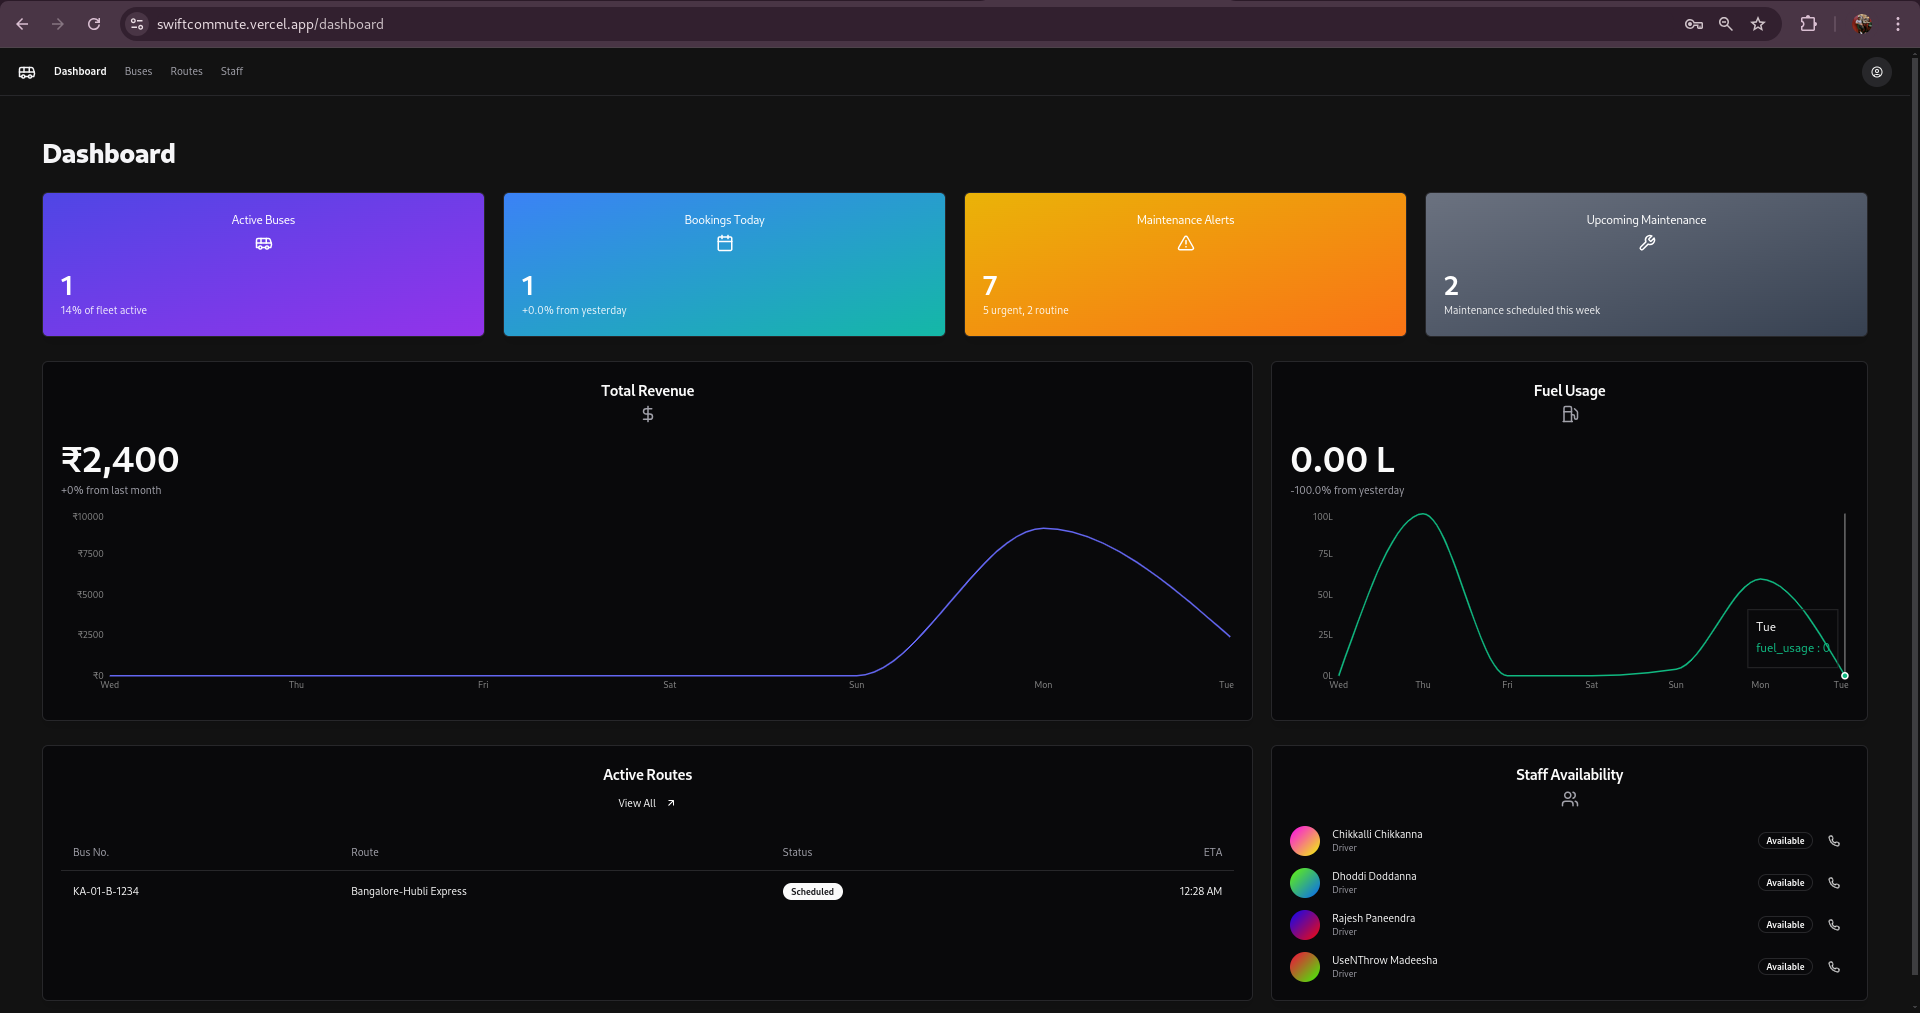 swiftcommute.vercel.app/dashboard
Dashboard Buses Routes Staff
Dashboard
Active Buses
1
14% of fleet active
Bookings Today
1
+0.0% from yesterday
Maintenance Alerts
7
5 urgent, 2 routine
Upcoming Maintenance
2
Maintenance scheduled this week
Total Revenue
₹2,400
+0% from last month
₹10000
₹7500
₹5000
₹2500
₹0
Wed Thu Fri Sat Sun Mon Tue
Fuel Usage
0.00 L
-100.0% from yesterday
100L
75L
50L
25L
0L
Tue
fuel_usage : 0
Wed Thu Fri Sat Sun Mon Tue
Active Routes
View All
Bus No. Route Status ETA
KA-01-B-1234 Bangalore-Hubli Express Scheduled 12:28 AM
Staff Availability
Chikkalli Chikkanna
Driver
Available
Dhoddi Doddanna
Driver
Available
Rajesh Paneendra
Driver
Available
UseNThrow Madeesha
Driver
Available